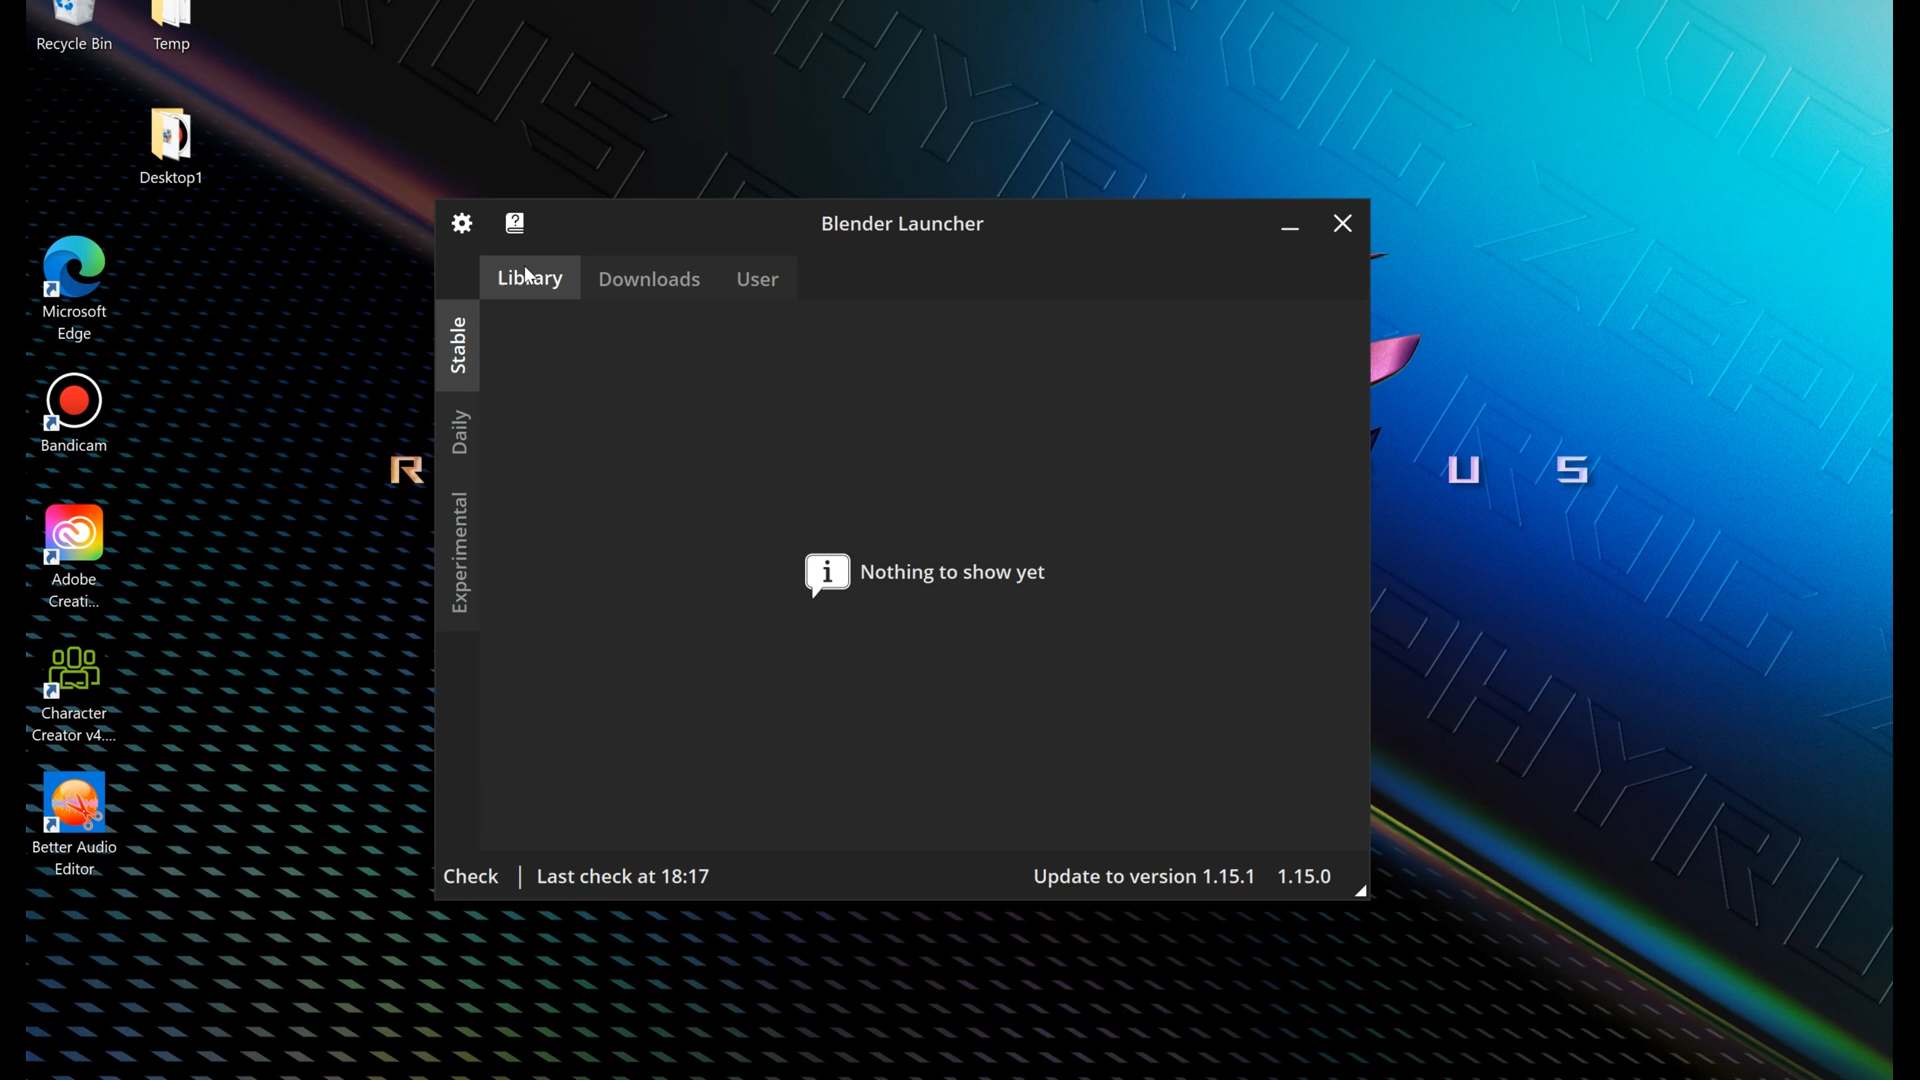 Recycle Bin
Temp
Desktop1
Microsoft
Edge
Bandicam
Adobe
Creati...
Character
Creator v4....
Better Audio
Editor
Blender Launcher
Library
Downloads
User
Stable
Daily
Experimental
Nothing to show yet
Check
Last check at 18:17
Update to version 1.15.1
1.15.0
R
U S